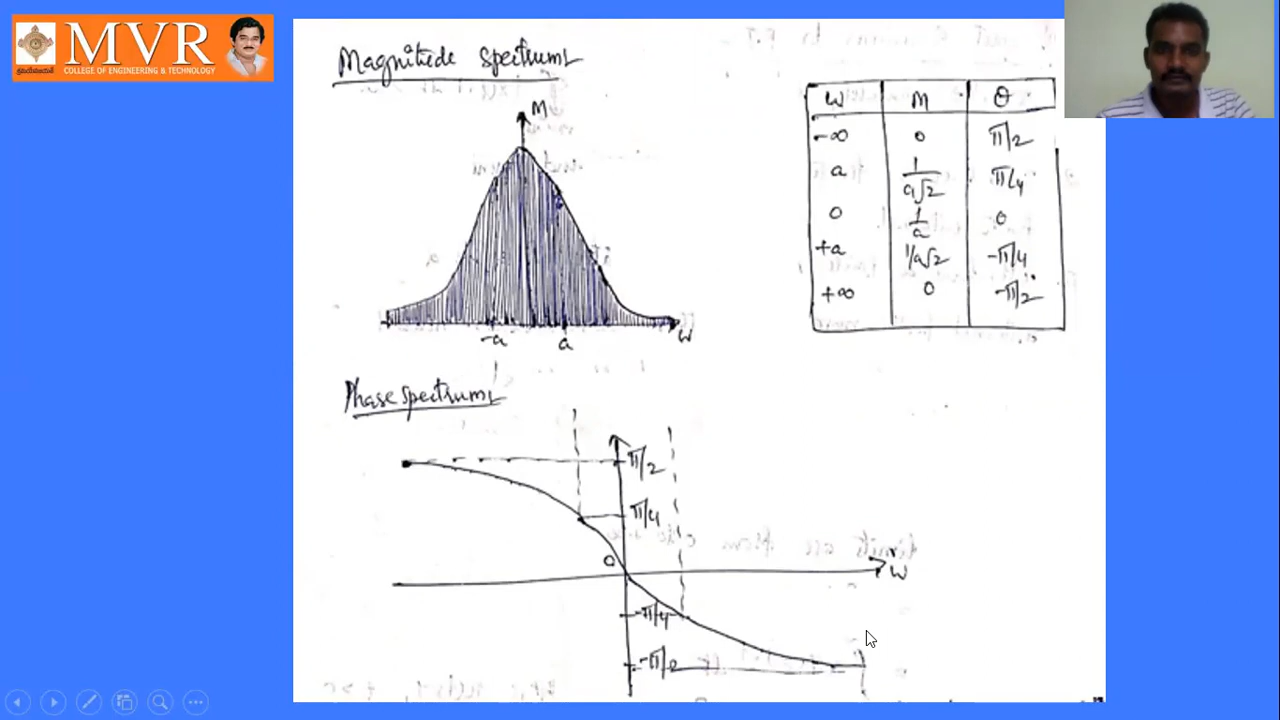 MVR
COLLEGE OF ENGINEERING & TECHNOLOGY
Magnitude spectrum:
M
-a a ω
ω M θ
-∞ 0 π/2
a 1/a√2 π/4
0 1/a 0
+a 1/a√2 -π/4
+∞ 0 -π/2
Phase spectrum:
π/2
π/4
0
ω
-π/4
-π/2